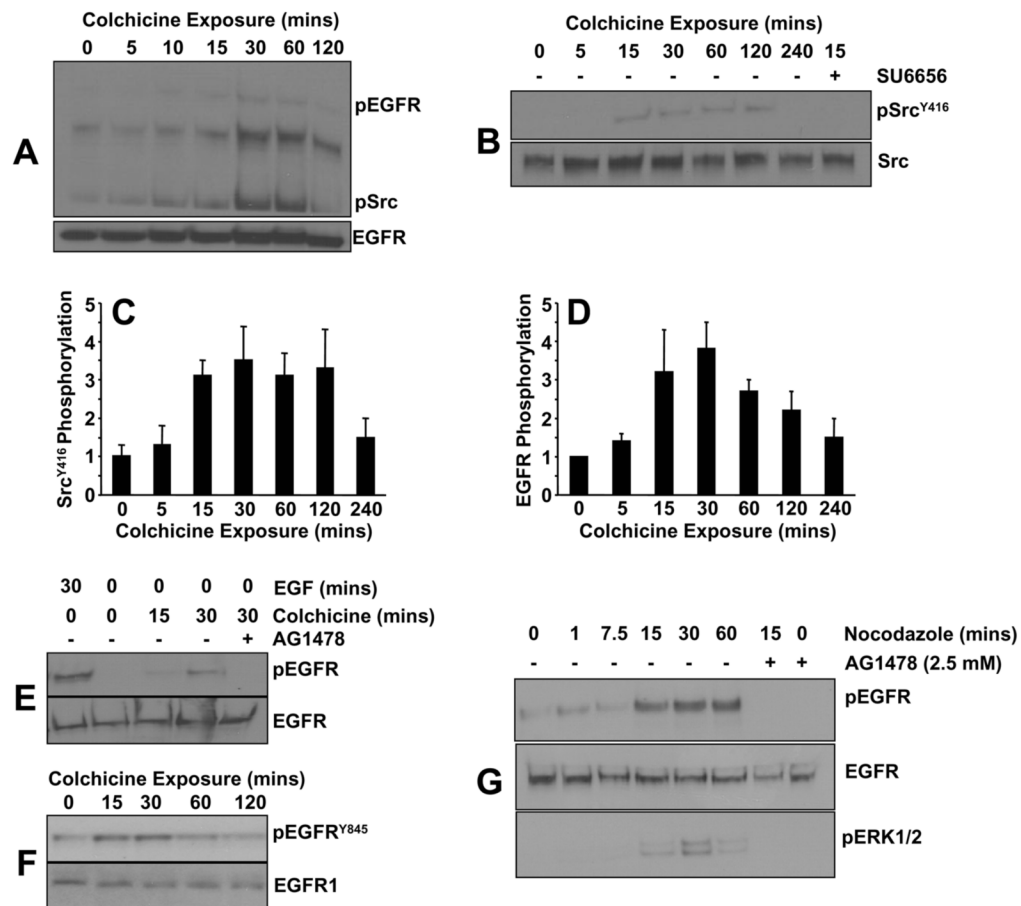 Colchicine Exposure (mins)
0 5 10 15 30 60 120
pEGFR
A
pSrc
EGFR
Colchicine Exposure (mins)
0 5 15 30 60 120 240 15
- - - - - - - + SU6656
pSrcY416
B
Src
C
SrcY416 Phosphorylation
5
4
3
2
1
0
0 5 15 30 60 120 240
Colchicine Exposure (mins)
D
EGFR Phosphorylation
5
4
3
2
1
0
0 5 15 30 60 120 240
Colchicine Exposure (mins)
30 0 0 0 0 EGF (mins)
0 0 15 30 30 Colchicine (mins)
- - - - + AG1478
pEGFR
E
EGFR
Colchicine Exposure (mins)
0 15 30 60 120
pEGFRY845
F
EGFR1
0 1 7.5 15 30 60 15 0 Nocodazole (mins)
- - - - - - + + AG1478 (2.5 mM)
pEGFR
EGFR
G
pERK1/2